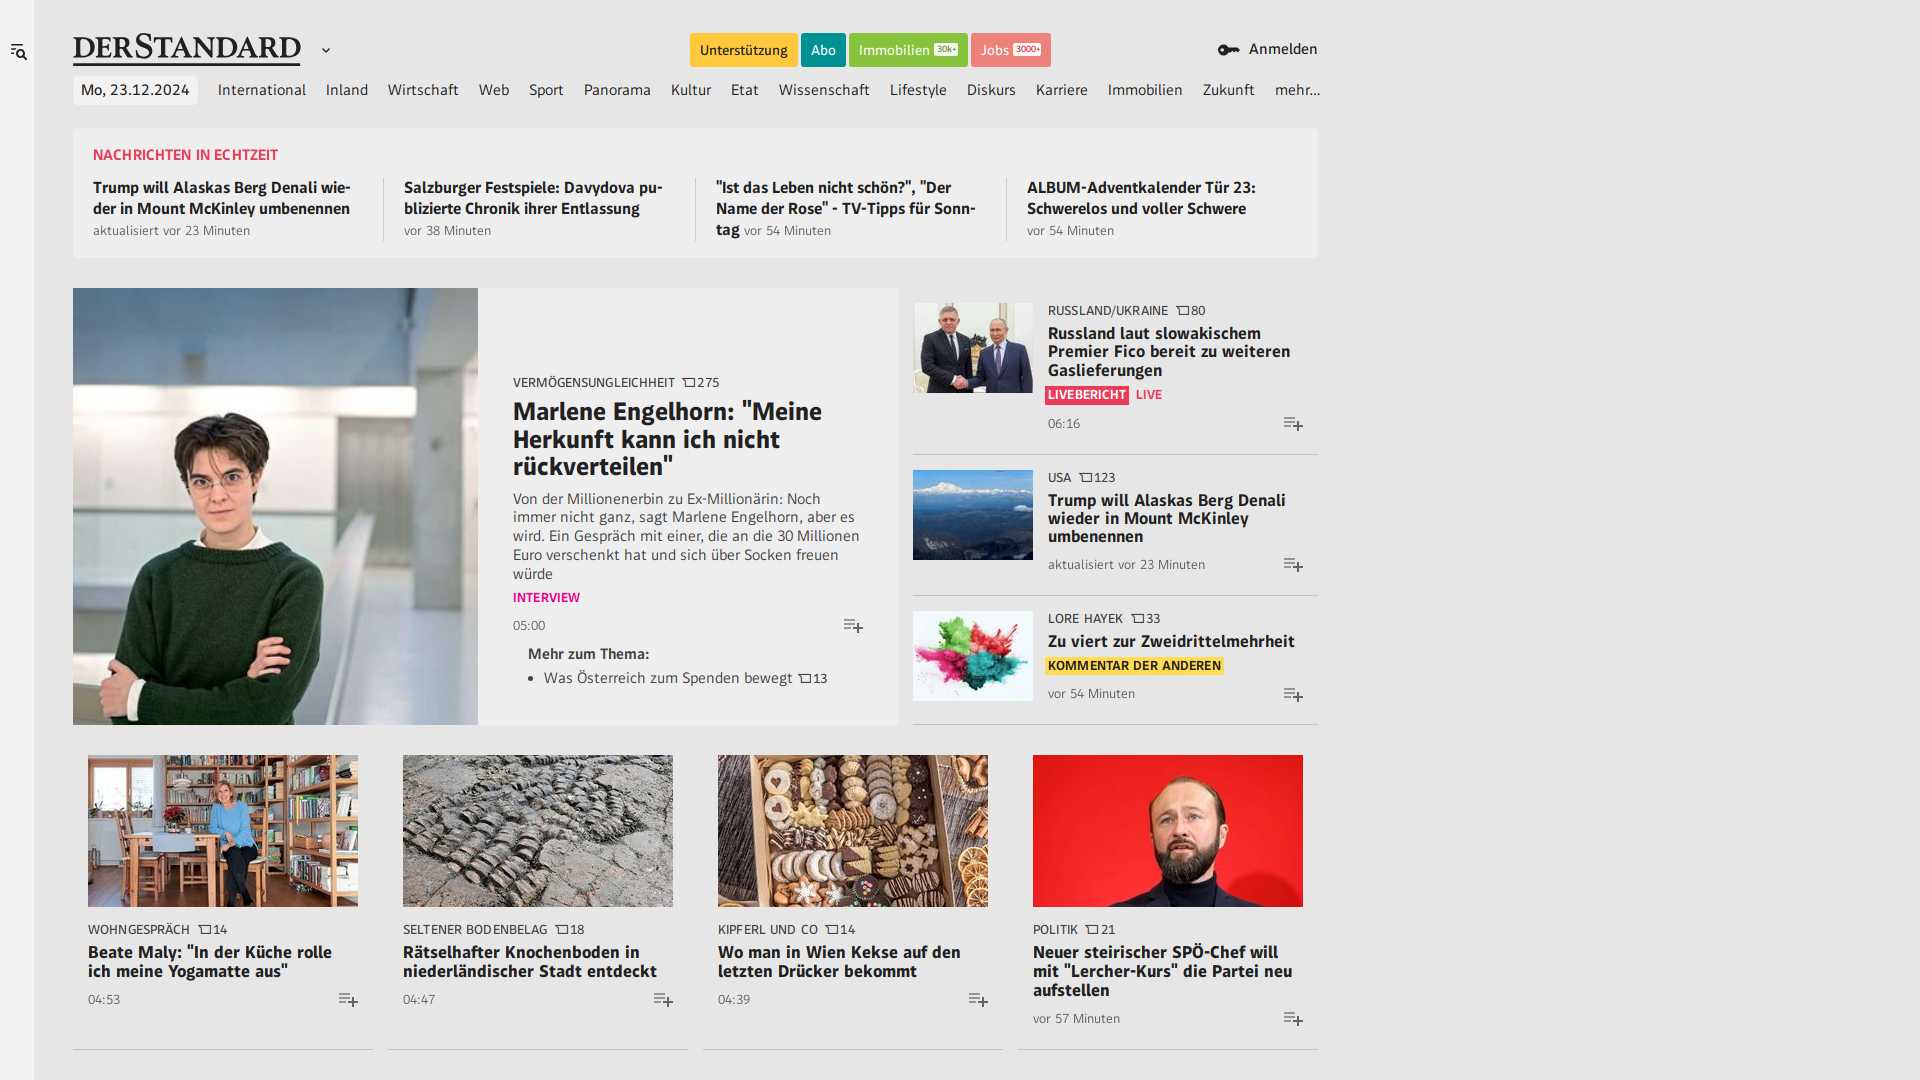 DERSTANDARD
Unterstützung
Abo
Immobilien 30k+
Jobs 3000+
Anmelden
Mo, 23.12.2024
International
Inland
Wirtschaft
Web
Sport
Panorama
Kultur
Etat
Wissenschaft
Lifestyle
Diskurs
Karriere
Immobilien
Zukunft
mehr...
NACHRICHTEN IN ECHTZEIT
Trump will Alaskas Berg Denali wie-
der in Mount McKinley umbenennen
aktualisiert vor 23 Minuten
Salzburger Festspiele: Davydova pu-
blizierte Chronik ihrer Entlassung
vor 38 Minuten
"Ist das Leben nicht schön?", "Der
Name der Rose" - TV-Tipps für Sonn-
tag vor 54 Minuten
ALBUM-Adventkalender Tür 23:
Schwerelos und voller Schwere
vor 54 Minuten
VERMÖGENSUNGLEICHHEIT 275
Marlene Engelhorn: "Meine
Herkunft kann ich nicht
rückverteilen"
Von der Millionenerbin zu Ex-Millionärin: Noch
immer nicht ganz, sagt Marlene Engelhorn, aber es
wird. Ein Gespräch mit einer, die an die 30 Millionen
Euro verschenkt hat und sich über Socken freuen
würde
INTERVIEW
05:00
Mehr zum Thema:
• Was Österreich zum Spenden bewegt 13
RUSSLAND/UKRAINE 80
Russland laut slowakischem
Premier Fico bereit zu weiteren
Gaslieferungen
LIVEBERICHT LIVE
06:16
USA 123
Trump will Alaskas Berg Denali
wieder in Mount McKinley
umbenennen
aktualisiert vor 23 Minuten
LORE HAYEK 33
Zu viert zur Zweidrittelmehrheit
KOMMENTAR DER ANDEREN
vor 54 Minuten
WOHNGESPRÄCH 14
Beate Maly: "In der Küche rolle
ich meine Yogamatte aus"
04:53
SELTENER BODENBELAG 18
Rätselhafter Knochenboden in
niederländischer Stadt entdeckt
04:47
KIPFERL UND CO 14
Wo man in Wien Kekse auf den
letzten Drücker bekommt
04:39
POLITIK 21
Neuer steirischer SPÖ-Chef will
mit "Lercher-Kurs" die Partei neu
aufstellen
vor 57 Minuten